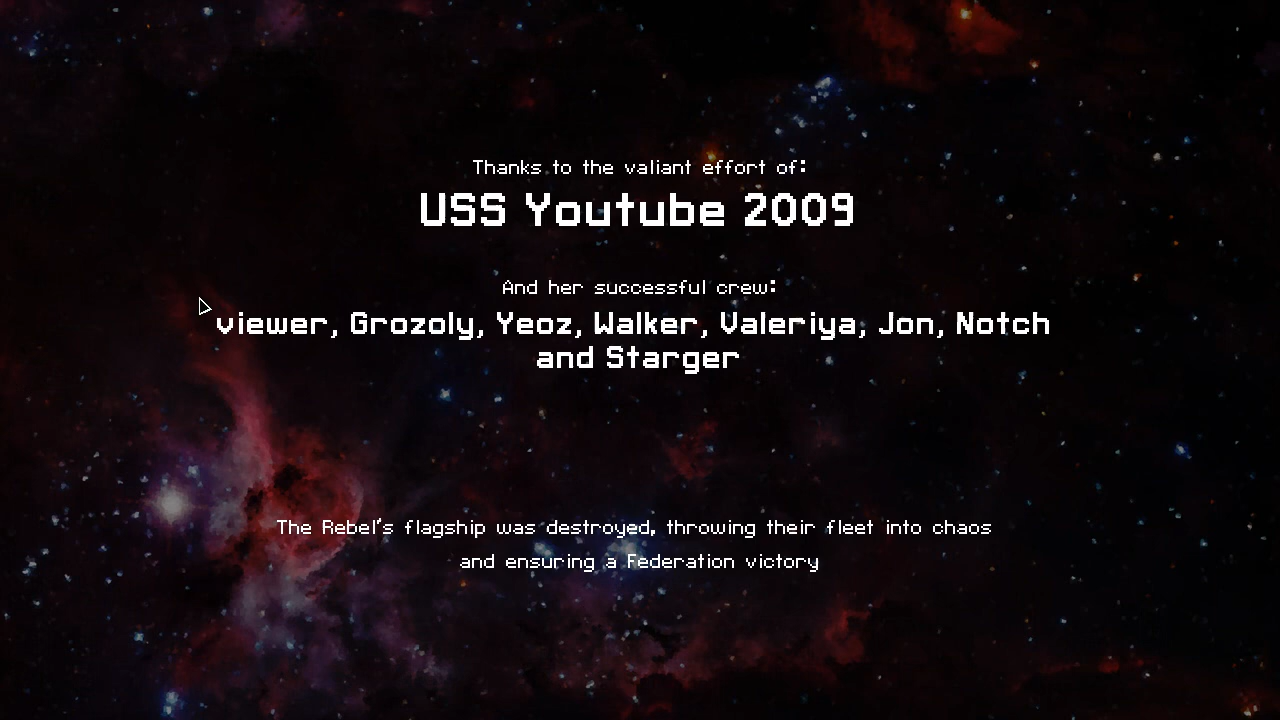 Thanks to the valiant effort of:
USS Youtube 2009
And her successful crew:
viewer, Grozoly, Yeoz, Walker, Valeriya, Jon, Notch
and Starger
The Rebel's flagship was destroyed, throwing their fleet into chaos
and ensuring a Federation victory